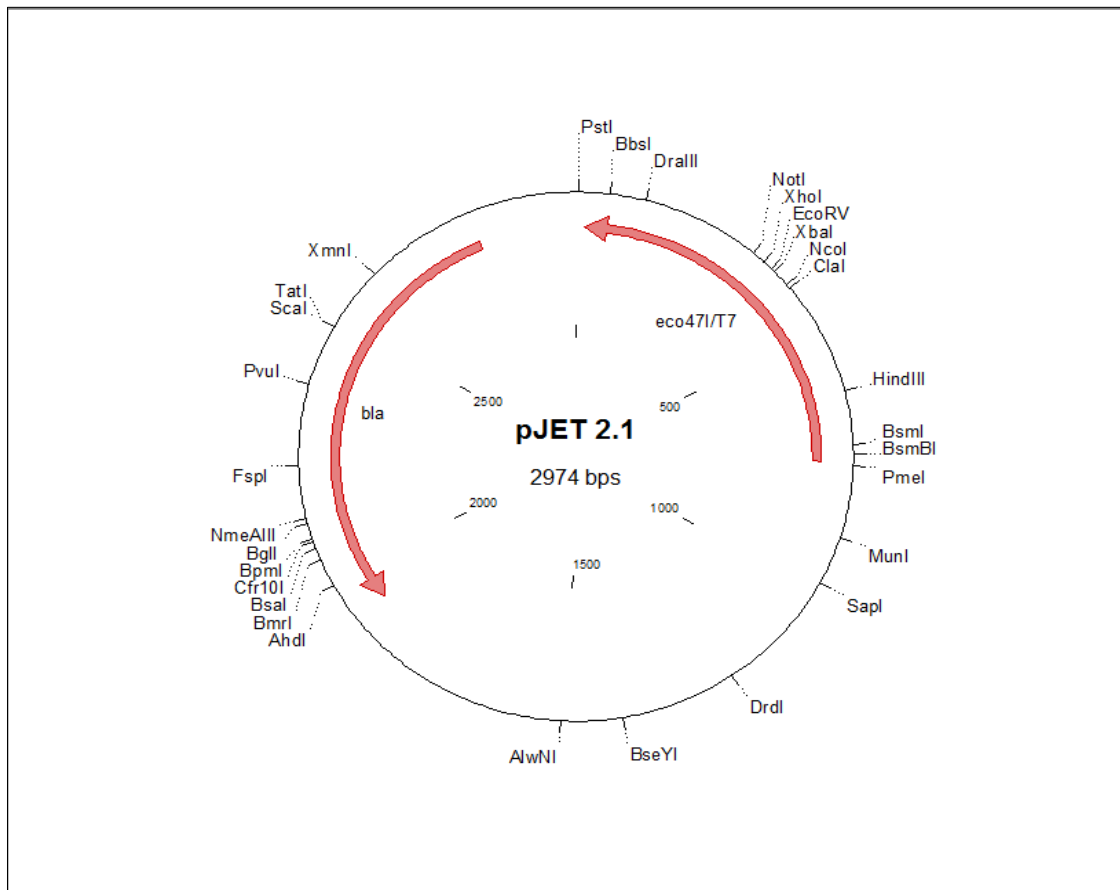 PstI
BbsI
DraIII
NotI
XhoI
EcoRV
XbaI
NcoI
ClaI
XmnI
TatI
ScaI
eco47I/T7
PvuI
HindIII
bla
2500
500
pJET 2.1
BsmI
BsmBI
2974 bps
FspI
PmeI
2000
1000
NmeAIII
MunI
BglI
BpmI
Cfr10I
1500
BsaI
SapI
BmrI
AhdI
DrdI
AlwNI
BseYI